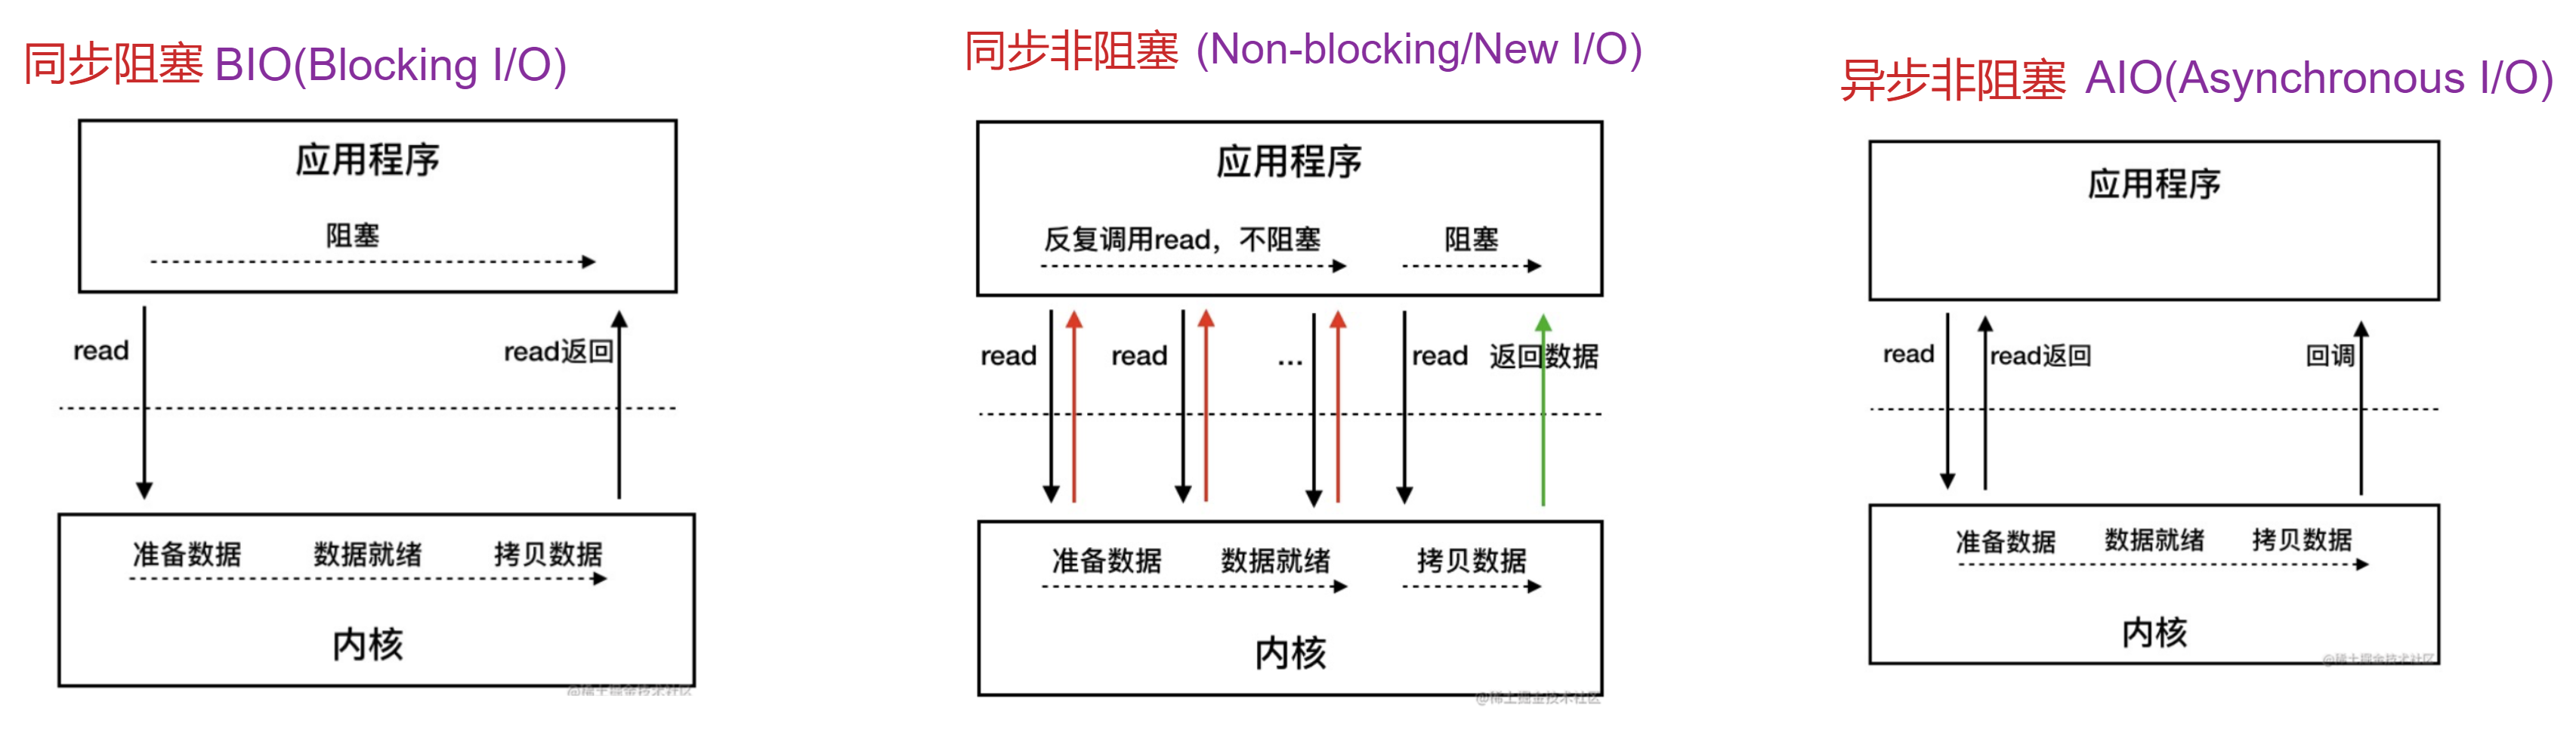 同步阻塞 BIO(Blocking I/O)
应用程序
阻塞
read
read返回
准备数据 数据就绪 拷贝数据
内核
@稀土掘金技术社区
同步非阻塞 (Non-blocking/New I/O)
应用程序
反复调用read，不阻塞 阻塞
read read ... read 返回数据
准备数据 数据就绪 拷贝数据
内核
@稀土掘金技术社区
异步非阻塞 AIO(Asynchronous I/O)
应用程序
read read返回 回调
准备数据 数据就绪 拷贝数据
内核
@稀土掘金技术社区